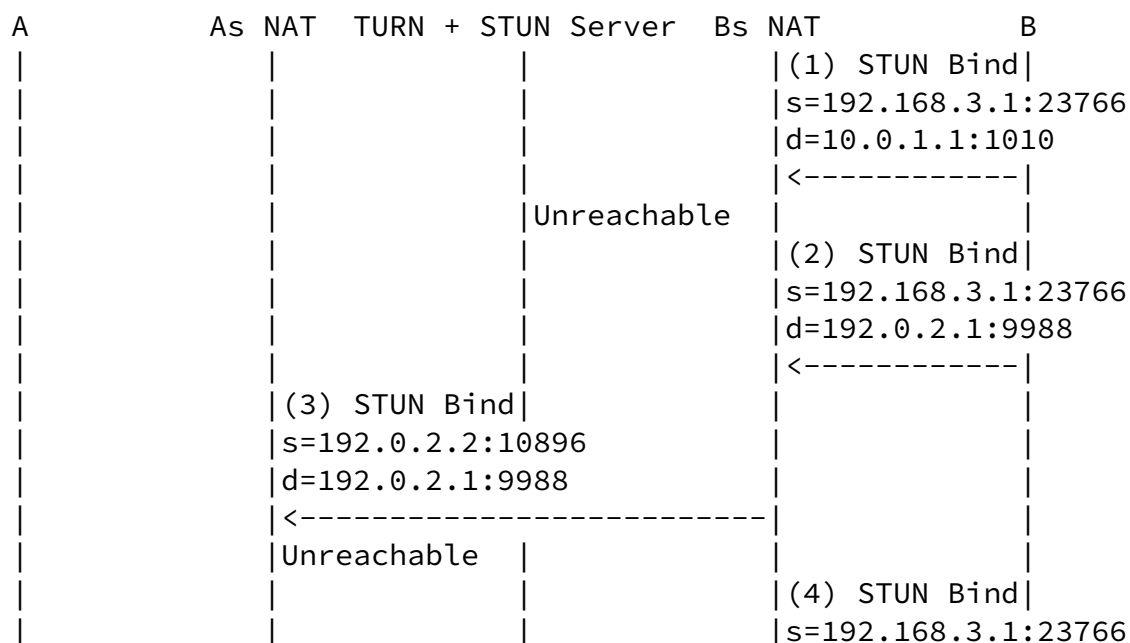 A           As NAT  TURN + STUN Server  Bs NAT            B
|             |             |             |(1) STUN Bind|
|             |             |             |s=192.168.3.1:23766
|             |             |             |d=10.0.1.1:1010
|             |             |             |<-------------|
|             |             |Unreachable  |             |
|             |             |             |(2) STUN Bind|
|             |             |             |s=192.168.3.1:23766
|             |             |             |d=192.0.2.1:9988
|             |             |             |<-------------|
|             |(3) STUN Bind|             |             |
|             |s=192.0.2.2:10896          |             |
|             |d=192.0.2.1:9988           |             |
|             |<--------------------------|             |
|             |Unreachable  |             |             |
|             |             |             |(4) STUN Bind|
|             |             |             |s=192.168.3.1:23766